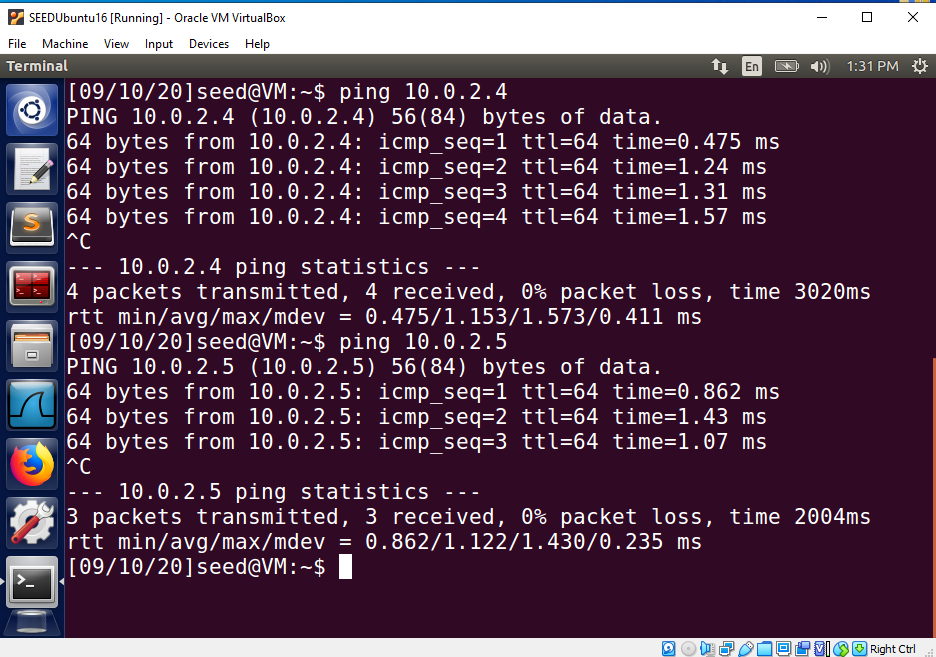 SEEDUbuntu16 [Running] - Oracle VM VirtualBox
File Machine View Input Devices Help
Terminal En 1:31 PM
[09/10/20]seed@VM:~$ ping 10.0.2.4
PING 10.0.2.4 (10.0.2.4) 56(84) bytes of data.
64 bytes from 10.0.2.4: icmp_seq=1 ttl=64 time=0.475 ms
64 bytes from 10.0.2.4: icmp_seq=2 ttl=64 time=1.24 ms
64 bytes from 10.0.2.4: icmp_seq=3 ttl=64 time=1.31 ms
64 bytes from 10.0.2.4: icmp_seq=4 ttl=64 time=1.57 ms
^C
--- 10.0.2.4 ping statistics ---
4 packets transmitted, 4 received, 0% packet loss, time 3020ms
rtt min/avg/max/mdev = 0.475/1.153/1.573/0.411 ms
[09/10/20]seed@VM:~$ ping 10.0.2.5
PING 10.0.2.5 (10.0.2.5) 56(84) bytes of data.
64 bytes from 10.0.2.5: icmp_seq=1 ttl=64 time=0.862 ms
64 bytes from 10.0.2.5: icmp_seq=2 ttl=64 time=1.43 ms
64 bytes from 10.0.2.5: icmp_seq=3 ttl=64 time=1.07 ms
^C
--- 10.0.2.5 ping statistics ---
3 packets transmitted, 3 received, 0% packet loss, time 2004ms
rtt min/avg/max/mdev = 0.862/1.122/1.430/0.235 ms
[09/10/20]seed@VM:~$
Right Ctrl